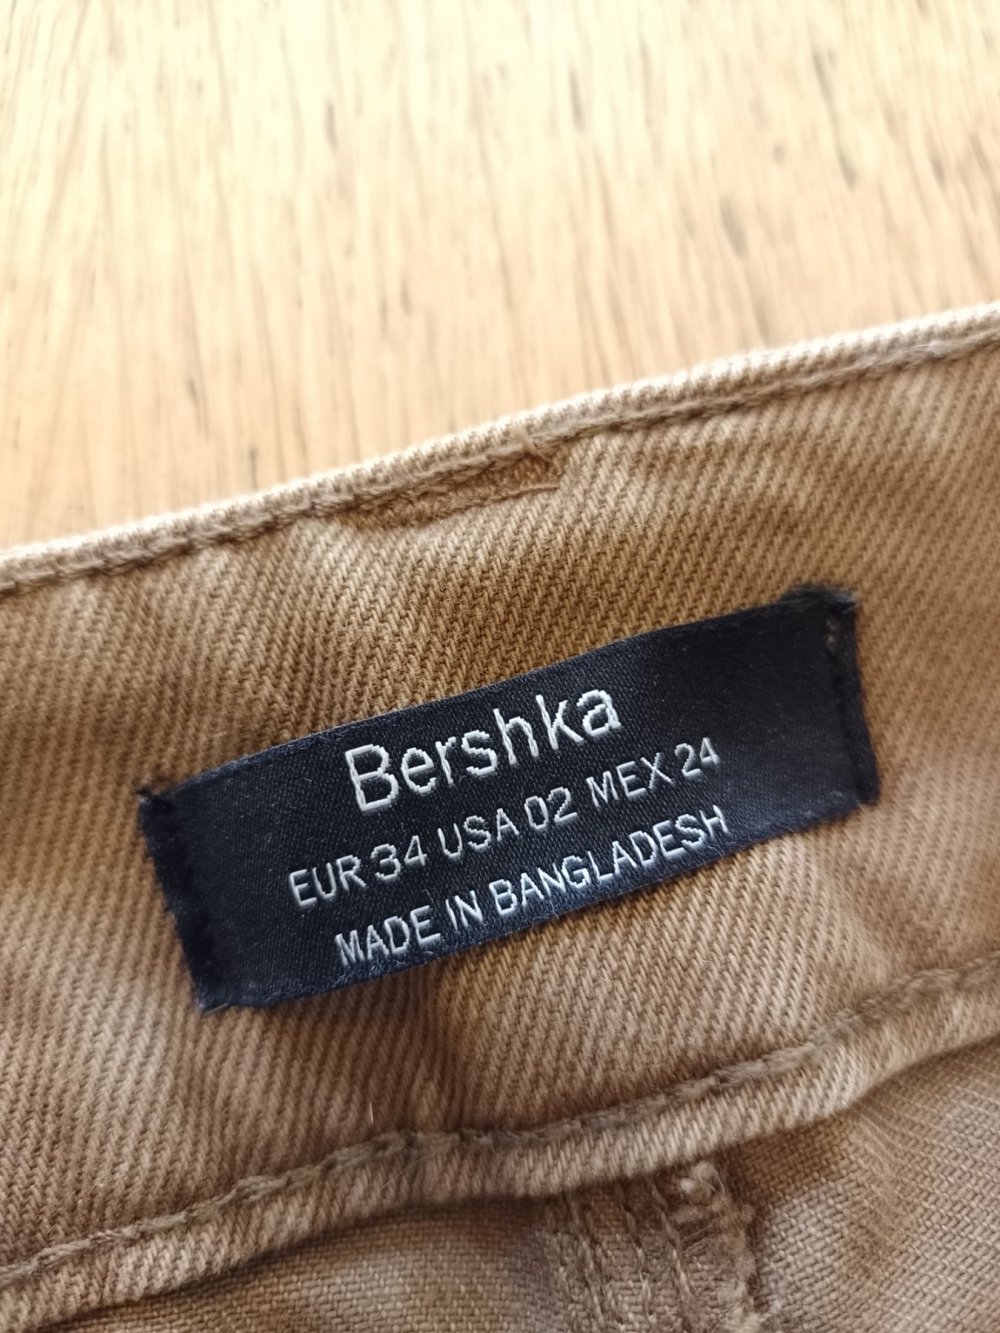 Bershka
EUR 34 USA 02 MEX 24
MADE IN BANGLADESH